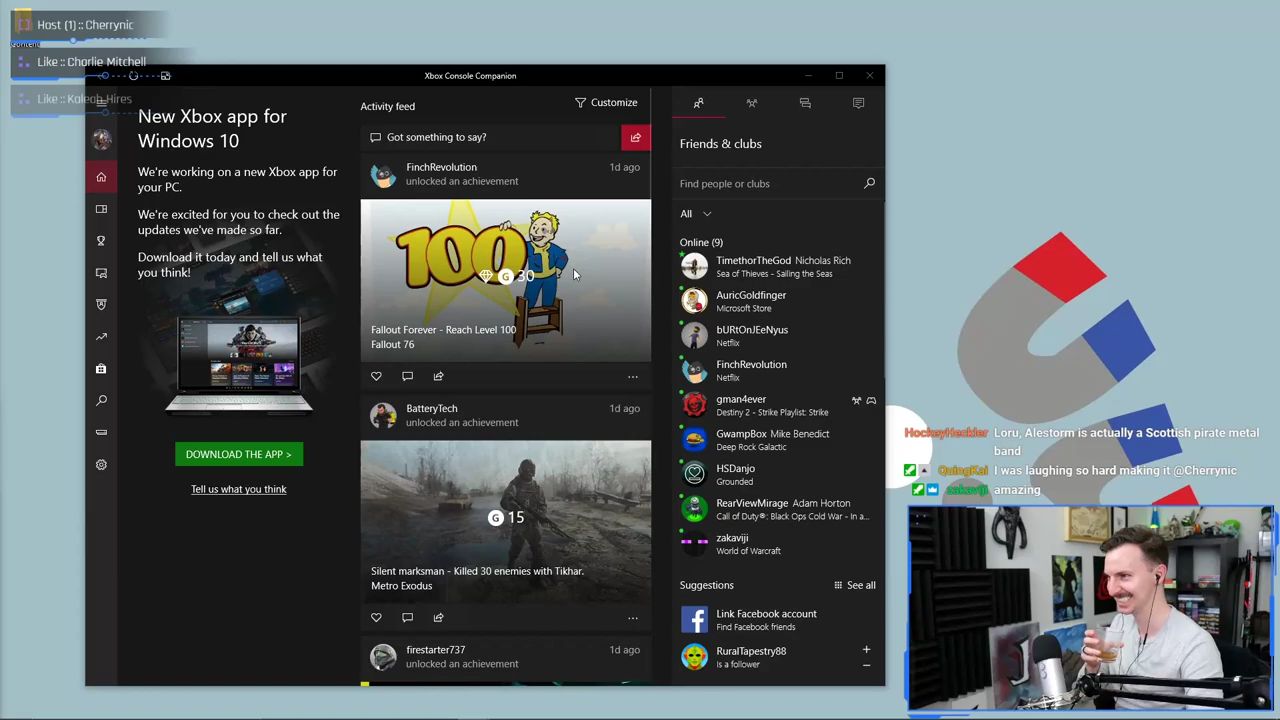 Host (1) :: Cherrynic
Content
Like :: Charlie Mitchell
Like :: Kaleah Hires
Xbox Console Companion
New Xbox app for
Windows 10
We're working on a new Xbox app for
your PC.
We're excited for you to check out the
updates we've made so far.
Download it today and tell us what
you think!
DOWNLOAD THE APP >
Tell us what you think
Activity feed
Customize
Got something to say?
FinchRevolution
1d ago
unlocked an achievement
100
G 30
Fallout Forever - Reach Level 100
Fallout 76
BatteryTech
1d ago
unlocked an achievement
G 15
Silent marksman - Killed 30 enemies with Tikhar.
Metro Exodus
firestarter737
1d ago
unlocked an achievement
Friends & clubs
Find people or clubs
All
Online (9)
TimethorTheGod Nicholas Rich
Sea of Thieves - Sailing the Seas
AuricGoldfinger
Microsoft Store
bURtOnJEeNyus
Netflix
FinchRevolution
Netflix
gman4ever
Destiny 2 - Strike Playlist: Strike
GwampBox Mike Benedict
Deep Rock Galactic
HSDanjo
Grounded
RearViewMirage Adam Horton
Call of Duty®: Black Ops Cold War - In a...
zakaviji
World of Warcraft
Suggestions
See all
Link Facebook account
Find Facebook friends
RuralTapestry88
Is a follower
HockeyHeckler Loru, Alestorm is actually a Scottish pirate metal
band
QuingKai I was laughing so hard making it @Cherrynic
zakaviji amazing